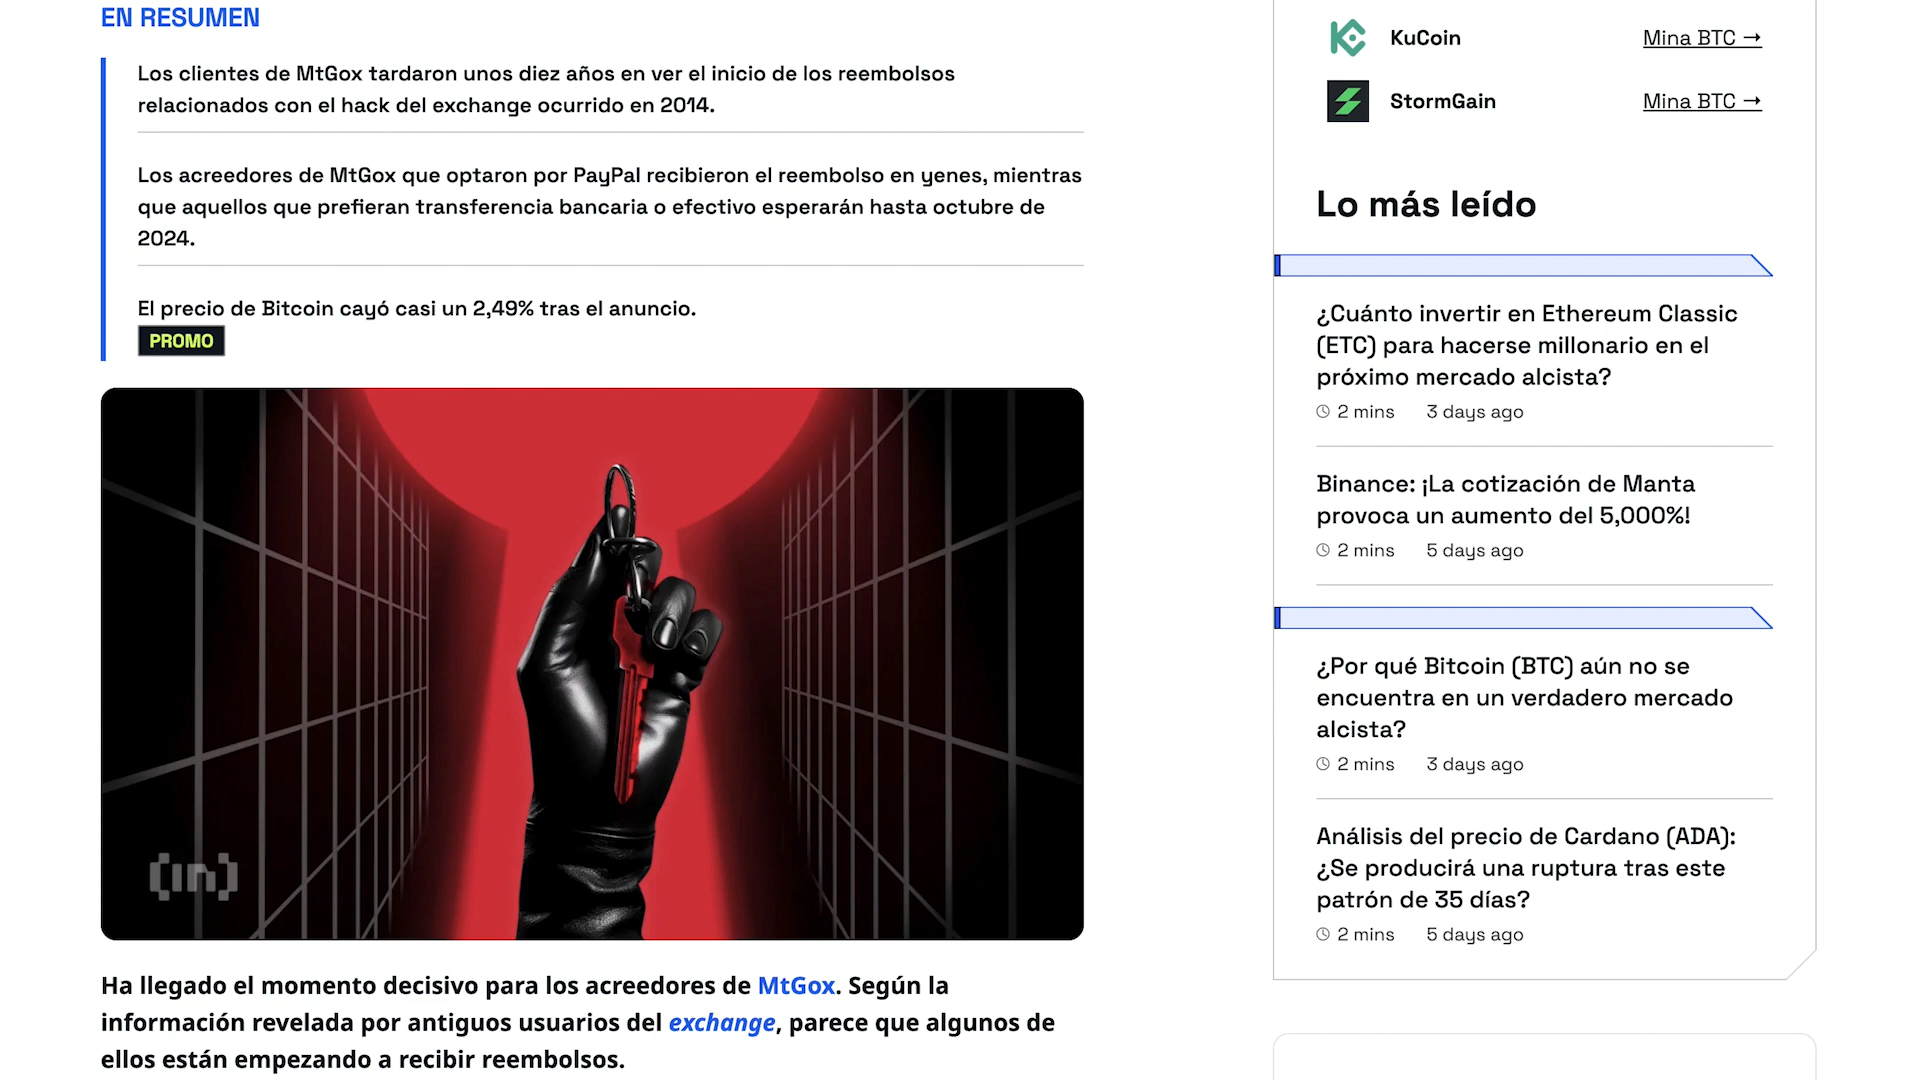 EN RESUMEN
Los clientes de MtGox tardaron unos diez años en ver el inicio de los reembolsos
relacionados con el hack del exchange ocurrido en 2014.
Los acreedores de MtGox que optaron por PayPal recibieron el reembolso en yenes, mientras
que aquellos que prefieran transferencia bancaria o efectivo esperarán hasta octubre de
2024.
El precio de Bitcoin cayó casi un 2,49% tras el anuncio.
PROMO
[in]
Ha llegado el momento decisivo para los acreedores de MtGox. Según la
información revelada por antiguos usuarios del exchange, parece que algunos de
ellos están empezando a recibir reembolsos.
KuCoin Mina BTC →
StormGain Mina BTC →
Lo más leído
¿Cuánto invertir en Ethereum Classic
(ETC) para hacerse millonario en el
próximo mercado alcista?
2 mins 3 days ago
Binance: ¡La cotización de Manta
provoca un aumento del 5,000%!
2 mins 5 days ago
¿Por qué Bitcoin (BTC) aún no se
encuentra en un verdadero mercado
alcista?
2 mins 3 days ago
Análisis del precio de Cardano (ADA):
¿Se producirá una ruptura tras este
patrón de 35 días?
2 mins 5 days ago